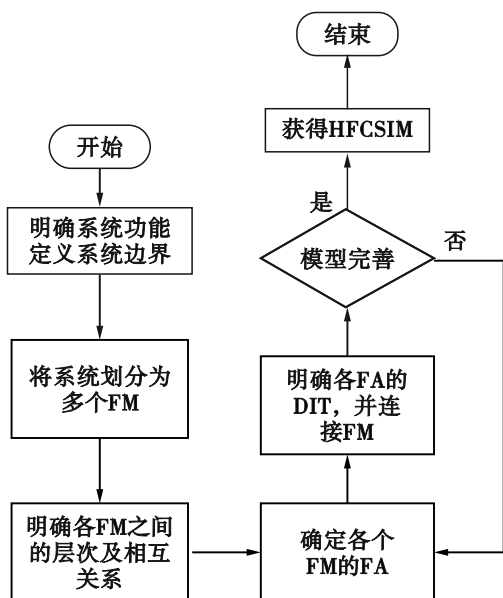 开始
明确系统功能
定义系统边界
将系统划分为
多个FM
明确各FM之间
的层次及相互
关系
确定各个
FM的FA
明确各FA的
DIT，并连
接FM
模型完善
是
否
获得HFCSIM
结束